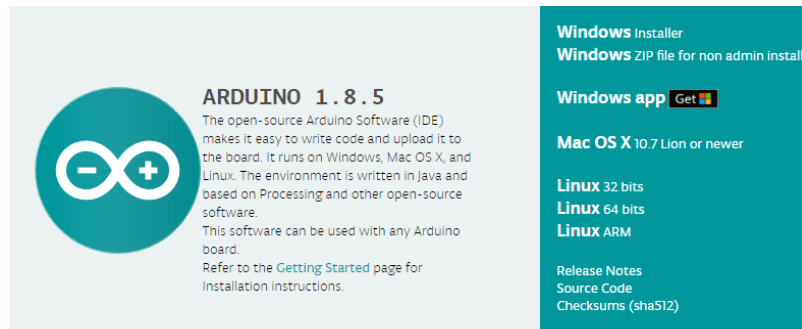 ARDUINO 1.8.5
The open-source Arduino Software (IDE)
makes it easy to write code and upload it to
the board. It runs on Windows, Mac OS X, and
Linux. The environment is written in Java and
based on Processing and other open-source
software.
This software can be used with any Arduino
board.
Refer to the Getting Started page for
Installation instructions.
Windows Installer
Windows ZIP file for non admin install
Windows app Get
Mac OS X 10.7 Lion or newer
Linux 32 bits
Linux 64 bits
Linux ARM
Release Notes
Source Code
Checksums (sha512)